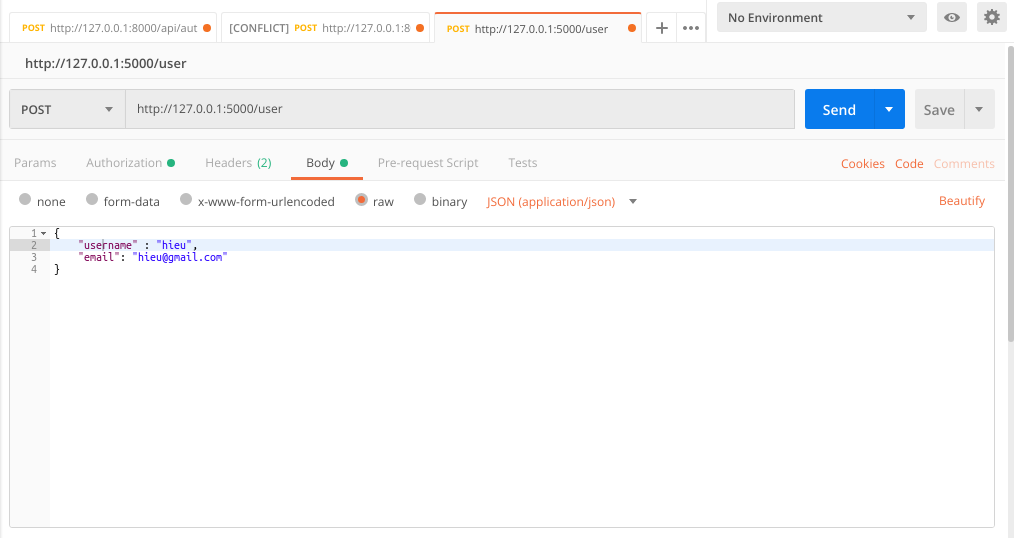 POST http://127.0.0.1:8000/api/aut [CONFLICT] POST http://127.0.0.1:8 POST http://127.0.0.1:5000/user + ••• No Environment
http://127.0.0.1:5000/user
POST http://127.0.0.1:5000/user Send Save
Params Authorization Headers (2) Body Pre-request Script Tests Cookies Code Comments
none form-data x-www-form-urlencoded raw binary JSON (application/json) Beautify
1 {
2 "username" : "hieu",
3 "email": "hieu@gmail.com"
4 }